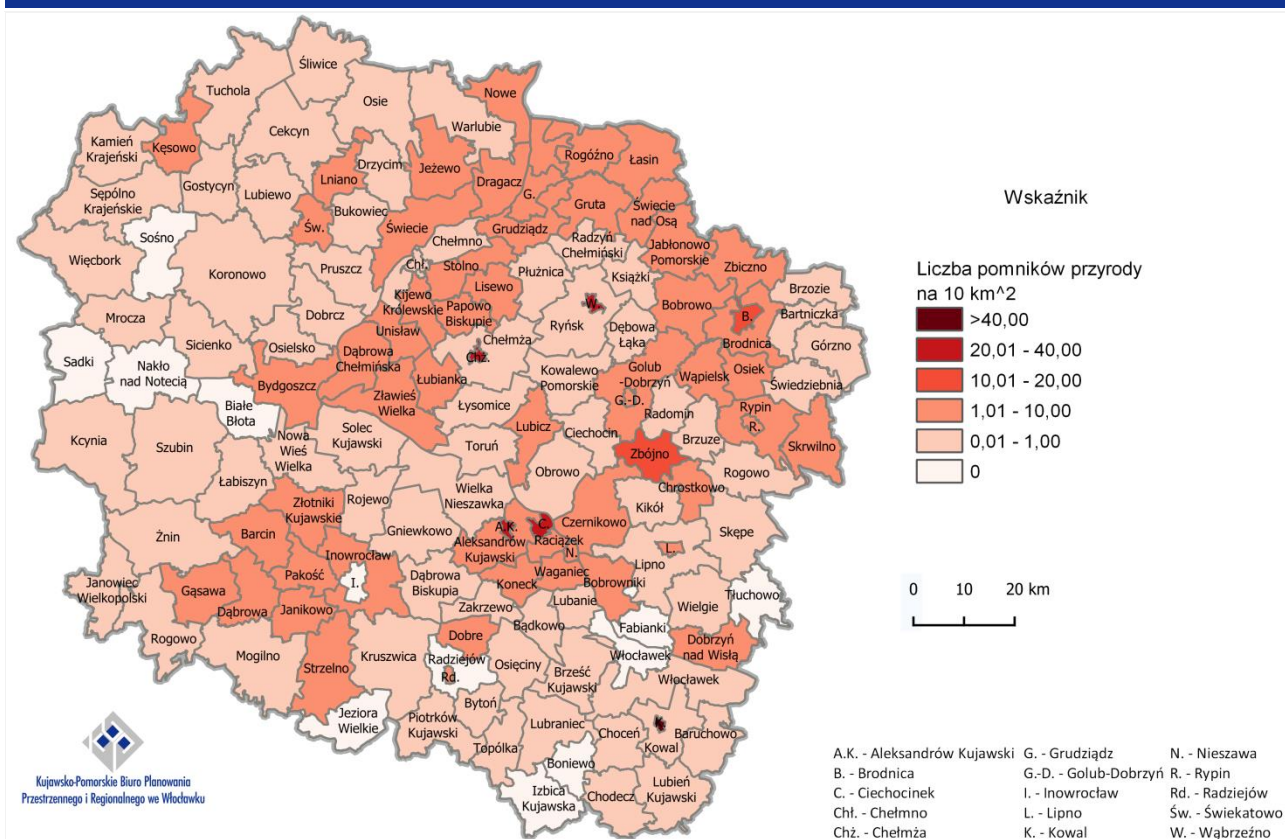 Śliwice
Tuchola
Osie
Nowe
Warlubie
Cekcyn
Kamień
Krajeński
Kęsowo
Drzycim
Jeżewo
Rogóźno
Łasin
Lniano
Dragacz
Gostycyn
Lubiewo
G.
Sępólno
Krajeńskie
Bukowiec
Gruta
Świecie
nad Osą
Św.
Świecie
Grudziądz
Sośno
Chełmno
Radzyń
Chełmiński
Jabłonowo
Pomorskie
Więcbork
Koronowo
Pruszcz
Chł.
Stolno
Płużnica
Książki
Zbiczno
Lisewo
Brzozie
Kijewo
Królewskie
Papowo
Biskupie
W.
Bobrowo
Bartniczka
Mrocza
Dobrcz
Unisław
Ryńsk
B.
Sicienko
Osielsko
Chełmża
Dębowa
Łąka
Brodnica
Górzno
Sadki
Nakło
nad Notecią
Dąbrowa
Chełmińska
Chż.
Golub
-Dobrzyń
Wąpielsk
Osiek
Świedziebnia
Bydgoszcz
Łubianka
Kowalewo
Pomorskie
Białe
Błota
Zławieś
Wielka
Łysomice
G.-D.
Radomin
Rypin
R.
Kcynia
Szubin
Nowa
Wieś
Wielka
Solec
Kujawski
Toruń
Lubicz
Ciechocin
Brzuze
Skrwilno
Zbójno
Łabiszyn
Obrowo
Rogowo
Złotniki
Kujawskie
Rojewo
Wielka
Nieszawka
Chrostkowo
Kikół
Żnin
Barcin
Gniewkowo
A.K.
C.
Czernikowo
Skępe
Inowrocław
Aleksandrów
Kujawski
Raciążek
N.
L.
Janowiec
Wielkopolski
Gąsawa
Pakość
I.
Dąbrowa
Biskupia
Koneck
Waganiec
Bobrowniki
Lipno
Tłuchowo
Dąbrowa
Janikowo
Zakrzewo
Lubanie
Wielgie
Rogowo
Mogilno
Strzelno
Kruszwica
Dobre
Bądkowo
Fabianki
Dobrzyń
nad Wisłą
Radziejów
Rd.
Osięciny
Włocławek
Brześć
Kujawski
Włocławek
Jeziora
Wielkie
Piotrków
Kujawski
Bytoń
Lubraniec
Choceń
Kowal
Baruchowo
Topólka
Boniewo
Izbica
Kujawska
Chodecz
Lubień
Kujawski
Wskaźnik
Liczba pomników przyrody
na 10 km^2
>40,00
20,01 - 40,00
10,01 - 20,00
1,01 - 10,00
0,01 - 1,00
0
0 10 20 km
Kujawsko-Pomorskie Biuro Planowania
Przestrzennego i Regionalnego we Włocławku
A.K. - Aleksandrów Kujawski G. - Grudziądz N. - Nieszawa
B. - Brodnica G.-D. - Golub-Dobrzyń R. - Rypin
C. - Ciechocinek I. - Inowrocław Rd. - Radziejów
Chł. - Chełmno L. - Lipno Św. - Świekatowo
Chż. - Chełmża K. - Kowal W. - Wąbrzeźno